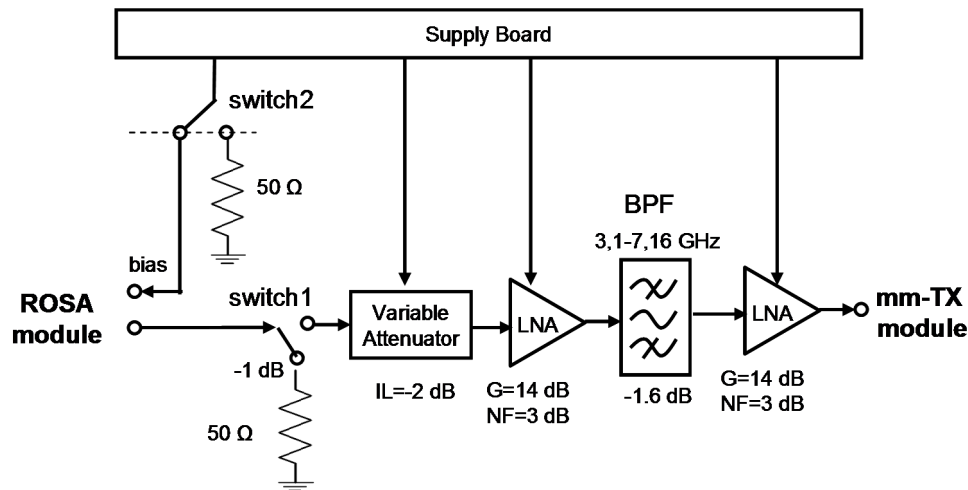 Supply Board
switch2
50 Ω
BPF
3,1-7,16 GHz
bias
ROSA
module
switch1
Variable
Attenuator
LNA
LNA
mm-TX
module
-1 dB
IL=-2 dB
G=14 dB
NF=3 dB
-1.6 dB
G=14 dB
NF=3 dB
50 Ω